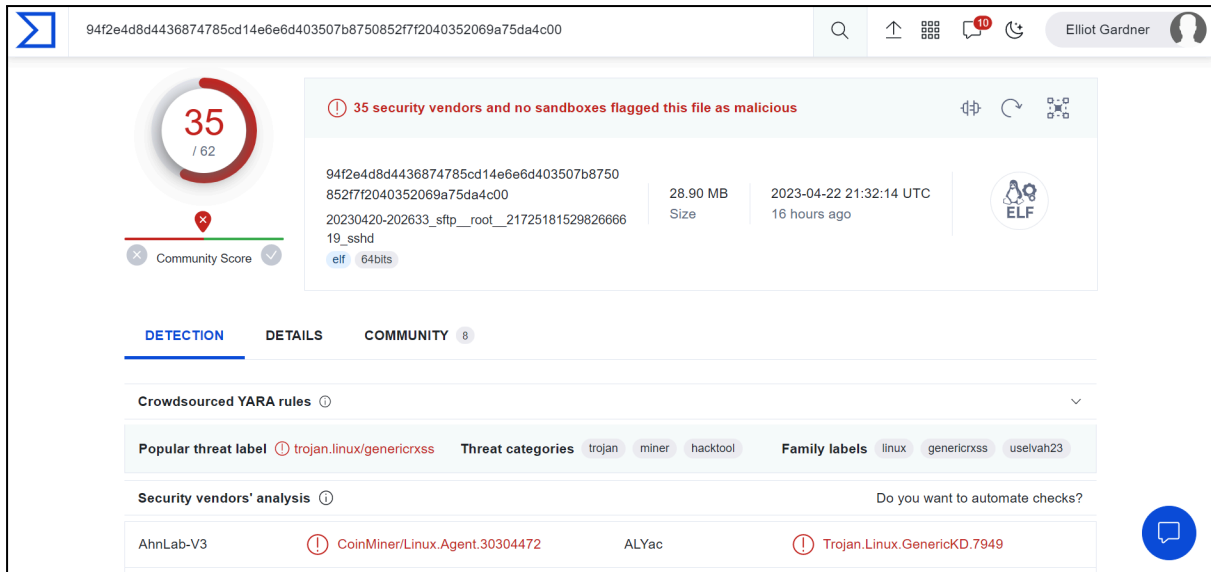 94f2e4d8d4436874785cd14e6e6d403507b8750852f7f2040352069a75da4c00
10
Elliot Gardner
35
/ 62
Community Score
35 security vendors and no sandboxes flagged this file as malicious
94f2e4d8d4436874785cd14e6e6d403507b8750
852f7f2040352069a75da4c00
20230420-202633_sftp__root__21725181529826666
19_sshd
elf 64bits
28.90 MB
Size
2023-04-22 21:32:14 UTC
16 hours ago
ELF
DETECTION DETAILS COMMUNITY 8
Crowdsourced YARA rules
Popular threat label trojan.linux/genericrxss Threat categories trojan miner hacktool Family labels linux genericrxss uselvah23
Security vendors' analysis Do you want to automate checks?
AhnLab-V3 CoinMiner/Linux.Agent.30304472 ALYac Trojan.Linux.GenericKD.7949